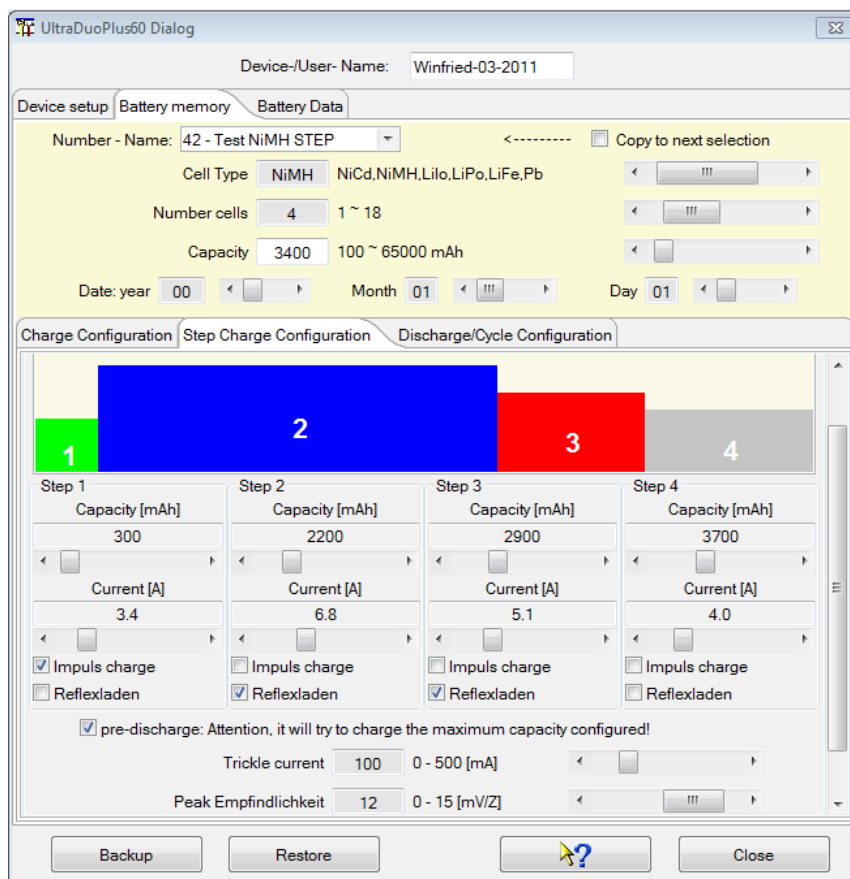 UltraDuoPlus60 Dialog
Device-/User- Name: Winfried-03-2011
Device setup Battery memory Battery Data
Number - Name: 42 - Test NiMH STEP <--------- Copy to next selection
Cell Type NiMH NiCd,NiMH,LiIo,LiPo,LiFe,Pb
Number cells 4 1 ~ 18
Capacity 3400 100 ~ 65000 mAh
Date: year 00 Month 01 Day 01
Charge Configuration Step Charge Configuration Discharge/Cycle Configuration
1 2 3 4
Step 1 Step 2 Step 3 Step 4
Capacity [mAh] Capacity [mAh] Capacity [mAh] Capacity [mAh]
300 2200 2900 3700
Current [A] Current [A] Current [A] Current [A]
3.4 6.8 5.1 4.0
Impuls charge Impuls charge Impuls charge Impuls charge
Reflexladen Reflexladen Reflexladen Reflexladen
pre-discharge: Attention, it will try to charge the maximum capacity configured!
Trickle current 100 0 - 500 [mA]
Peak Empfindlichkeit 12 0 - 15 [mV/Z]
Backup Restore ? Close